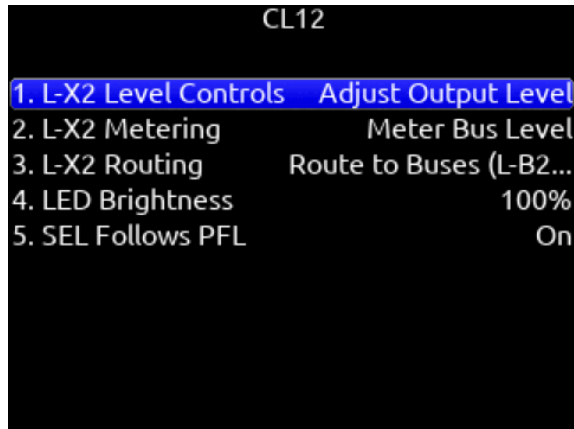 CL12
1. L-X2 Level Controls Adjust Output Level
2. L-X2 Metering Meter Bus Level
3. L-X2 Routing Route to Buses (L-B2...
4. LED Brightness 100%
5. SEL Follows PFL On